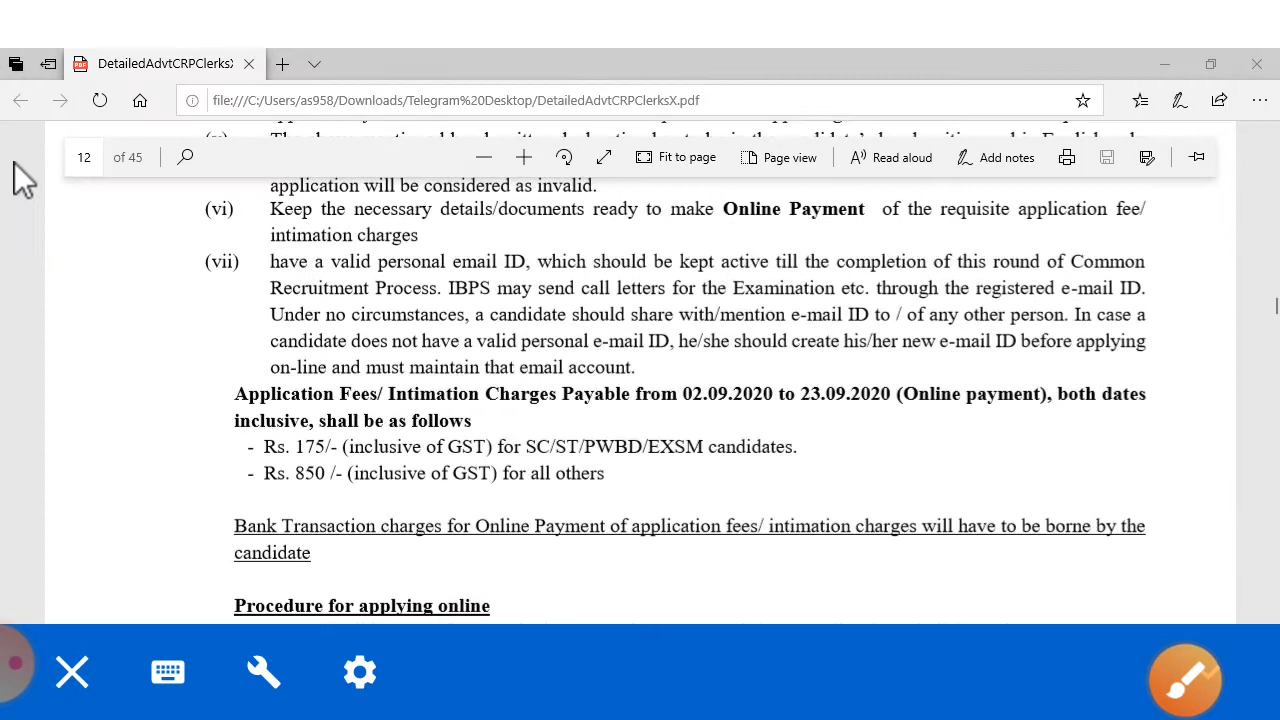 DetailedAdvtCRPClerksX
file:///C:/Users/as958/Downloads/Telegram%20Desktop/DetailedAdvtCRPClerksX.pdf
12 of 45 Fit to page Page view Read aloud Add notes
application will be considered as invalid.
(vi) Keep the necessary details/documents ready to make Online Payment of the requisite application fee/
intimation charges
(vii) have a valid personal email ID, which should be kept active till the completion of this round of Common
Recruitment Process. IBPS may send call letters for the Examination etc. through the registered e-mail ID.
Under no circumstances, a candidate should share with/mention e-mail ID to / of any other person. In case a
candidate does not have a valid personal e-mail ID, he/she should create his/her new e-mail ID before applying
on-line and must maintain that email account.
Application Fees/ Intimation Charges Payable from 02.09.2020 to 23.09.2020 (Online payment), both dates
inclusive, shall be as follows
- Rs. 175/- (inclusive of GST) for SC/ST/PWBD/EXSM candidates.
- Rs. 850 /- (inclusive of GST) for all others
Bank Transaction charges for Online Payment of application fees/ intimation charges will have to be borne by the
candidate
Procedure for applying online